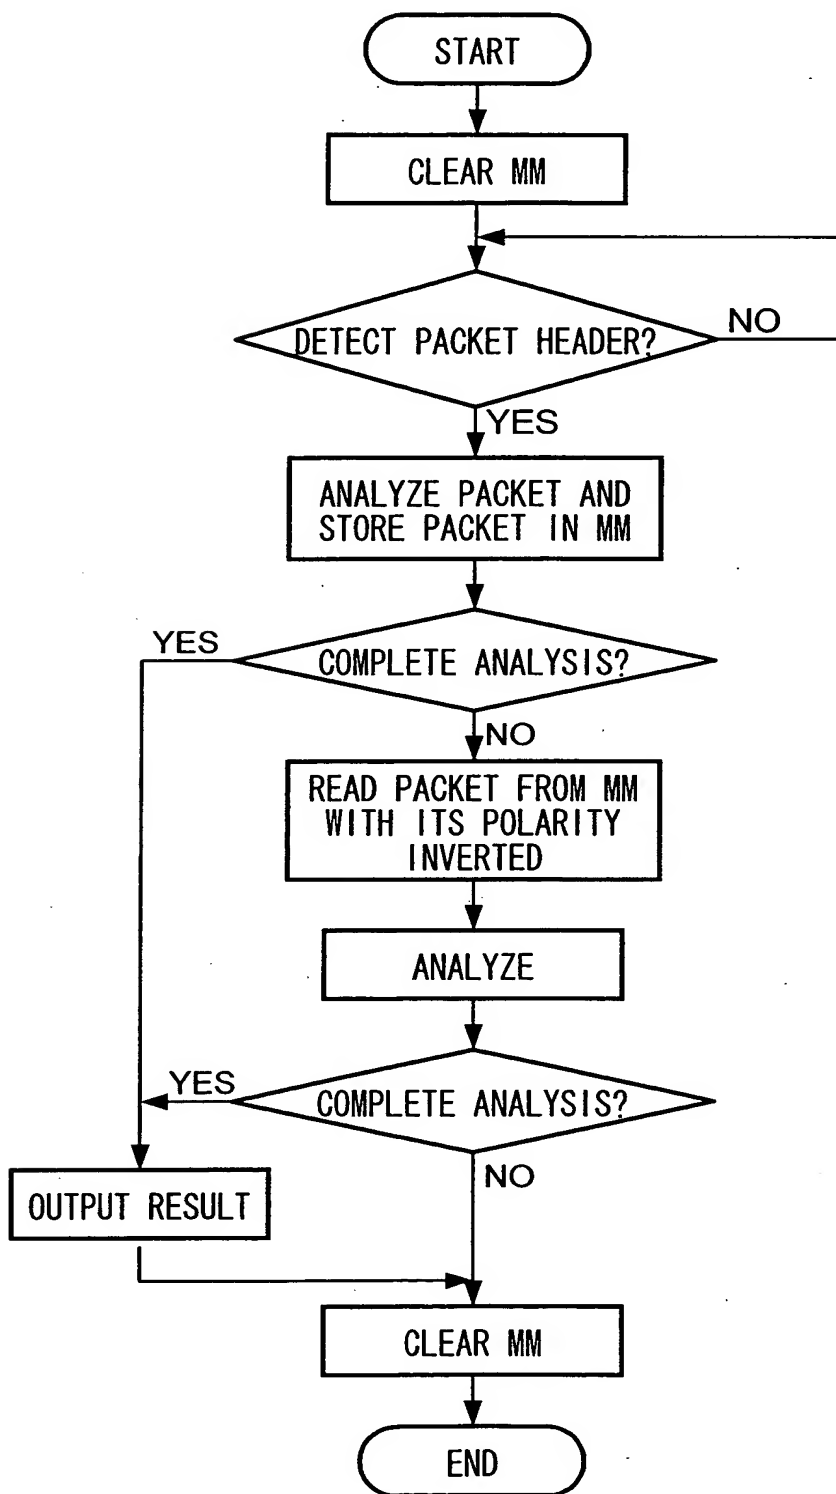 START
CLEAR MM
DETECT PACKET HEADER?
NO
YES
ANALYZE PACKET AND
STORE PACKET IN MM
YES
COMPLETE ANALYSIS?
NO
READ PACKET FROM MM
WITH ITS POLARITY
INVERTED
ANALYZE
YES
COMPLETE ANALYSIS?
NO
OUTPUT RESULT
CLEAR MM
END